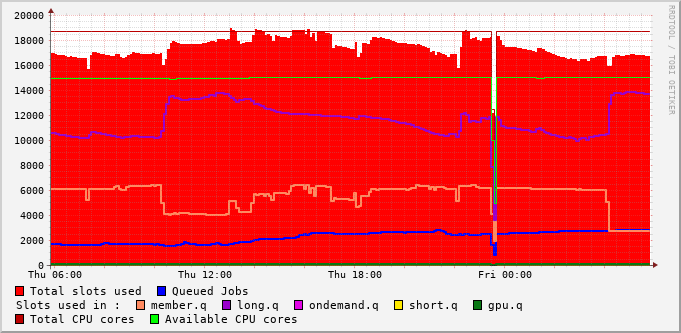 20000
18000
16000
14000
12000
10000
8000
6000
4000
2000
0
Thu 06:00 Thu 12:00 Thu 18:00 Fri 00:00
Total slots used Queued Jobs
Slots used in : member.q long.q ondemand.q short.q gpu.q
Total CPU cores Available CPU cores
RRDTOOL / TOBI OETIKER